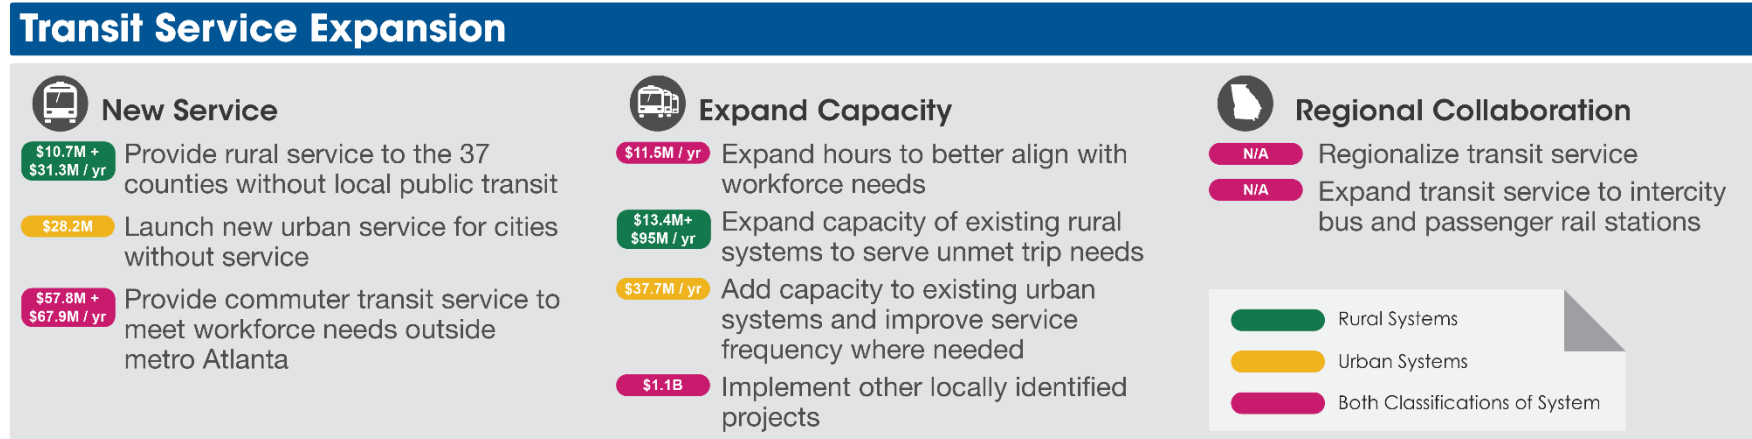 Transit Service Expansion
New Service
$10.7M +
$31.3M / yr
Provide rural service to the 37
counties without local public transit
$28.2M
Launch new urban service for cities
without service
$57.8M +
$67.9M / yr
Provide commuter transit service to
meet workforce needs outside
metro Atlanta
Expand Capacity
$11.5M / yr
Expand hours to better align with
workforce needs
$13.4M+
$95M / yr
Expand capacity of existing rural
systems to serve unmet trip needs
$37.7M / yr
Add capacity to existing urban
systems and improve service
frequency where needed
$1.1B
Implement other locally identified
projects
Regional Collaboration
N/A
Regionalize transit service
N/A
Expand transit service to intercity
bus and passenger rail stations
Rural Systems
Urban Systems
Both Classifications of System